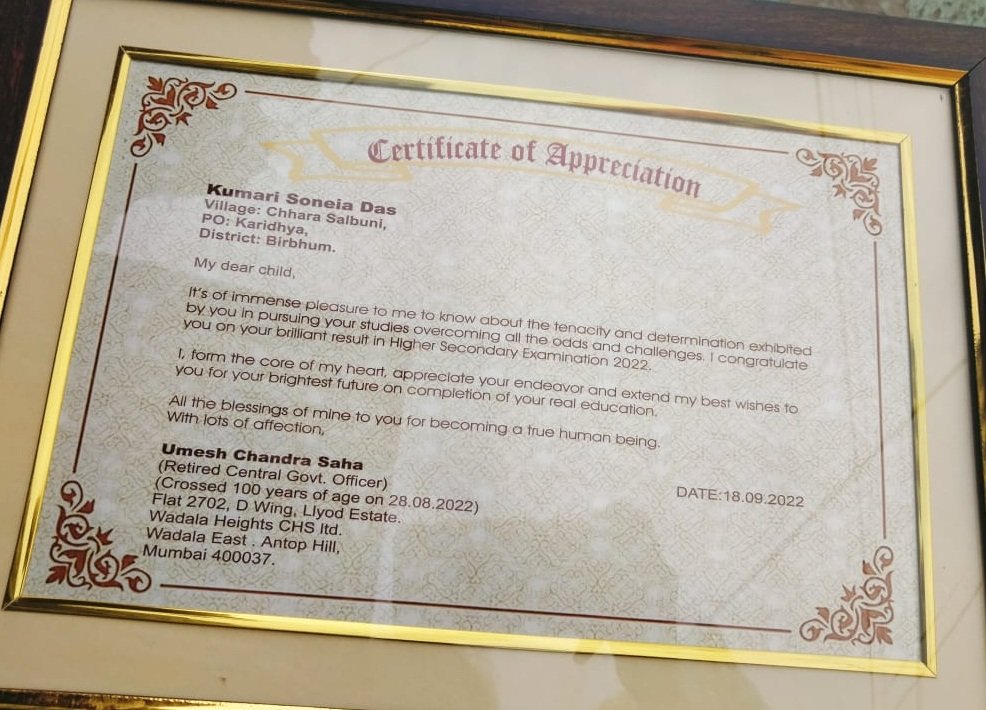 Certificate of Appreciation
Kumari Soneia Das
Village: Chhara Salbuni,
PO: Karidhya,
District: Birbhum.
My dear child,
It's of immense pleasure to me to know about the tenacity and determination exhibited
by you in pursuing your studies overcoming all the odds and challenges. I congratulate
you on your brilliant result in Higher Secondary Examination 2022.
I, form the core of my heart, appreciate your endeavor and extend my best wishes to
you for your brightest future on completion of your real education.
All the blessings of mine to you for becoming a true human being.
With lots of affection,
Umesh Chandra Saha
(Retired Central Govt. Officer)
(Crossed 100 years of age on 28.08.2022)
Flat 2702, D Wing, Llyod Estate.
Wadala Heights CHS ltd.
Wadala East . Antop Hill,
Mumbai 400037.
DATE:18.09.2022